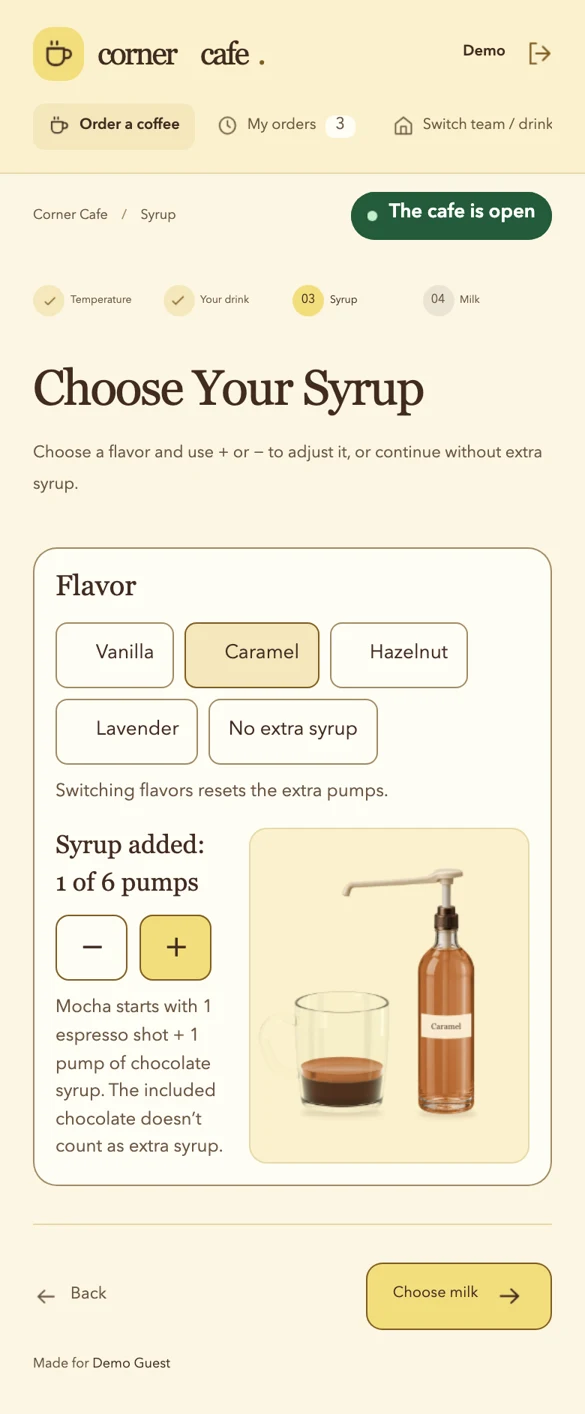 corner cafe.
Demo
Order a coffee
My orders 3
Switch team / drink
Corner Cafe / Syrup
The cafe is open
Temperature
Your drink
03 Syrup
04 Milk
Choose Your Syrup
Choose a flavor and use + or − to adjust it, or continue without extra
syrup.
Flavor
Vanilla
Caramel
Hazelnut
Lavender
No extra syrup
Switching flavors resets the extra pumps.
Syrup added:
1 of 6 pumps
− +
Mocha starts with 1
espresso shot + 1
pump of chocolate
syrup. The included
chocolate doesn’t
count as extra syrup.
Caramel
← Back
Choose milk →
Made for Demo Guest